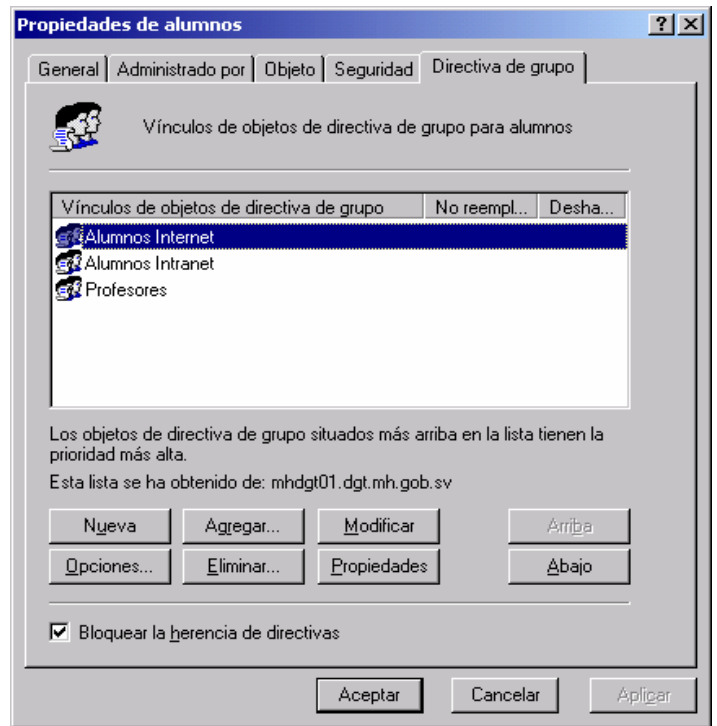 Propiedades de alumnos
General Administrado por Objeto Seguridad Directiva de grupo
Vínculos de objetos de directiva de grupo para alumnos
Vínculos de objetos de directiva de grupo No reempl... Desha...
Alumnos Internet
Alumnos Intranet
Profesores
Los objetos de directiva de grupo situados más arriba en la lista tienen la
prioridad más alta.
Esta lista se ha obtenido de: mhdgt01.dgt.mh.gob.sv
Nueva Agregar... Modificar Arriba
Opciones... Eliminar... Propiedades Abajo
Bloquear la herencia de directivas
Aceptar Cancelar Aplicar